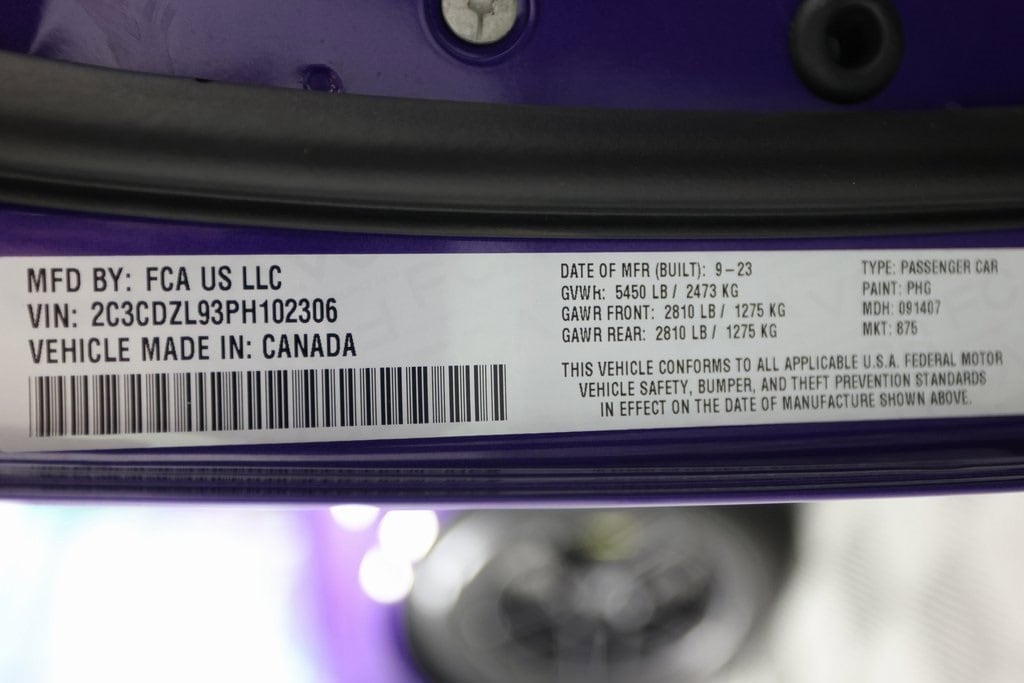 MFD BY: FCA US LLC
VIN: 2C3CDZL93PH102306
VEHICLE MADE IN: CANADA
DATE OF MFR (BUILT): 9-23
GVWR: 5450 LB / 2473 KG
GAWR FRONT: 2810 LB / 1275 KG
GAWR REAR: 2810 LB / 1275 KG
THIS VEHICLE CONFORMS TO ALL APPLICABLE U.S.A. FEDERAL MOTOR
VEHICLE SAFETY, BUMPER, AND THEFT PREVENTION STANDARDS
IN EFFECT ON THE DATE OF MANUFACTURE SHOWN ABOVE.
TYPE: PASSENGER CAR
PAINT: PHG
MDH: 091407
MKT: 875